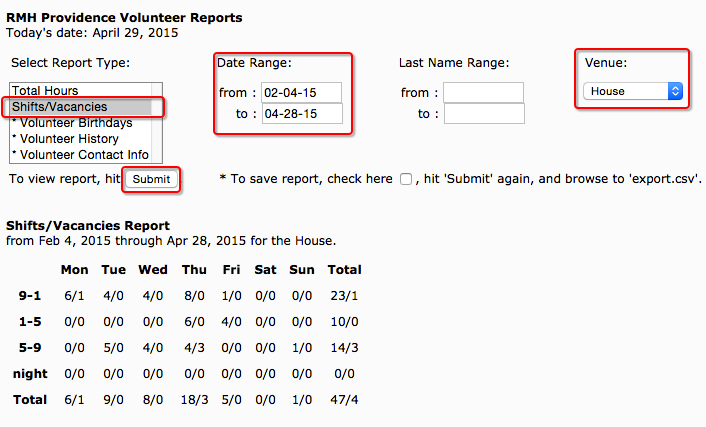 RMH Providence Volunteer Reports
Today's date: April 29, 2015
Select Report Type: Date Range: Last Name Range: Venue:
Total Hours
Shifts/Vacancies
* Volunteer Birthdays
* Volunteer History
* Volunteer Contact Info
from : 02-04-15
to : 04-28-15
from :
to :
House
To view report, hit Submit * To save report, check here , hit 'Submit' again, and browse to 'export.csv'.
Shifts/Vacancies Report
from Feb 4, 2015 through Apr 28, 2015 for the House.
Mon Tue Wed Thu Fri Sat Sun Total
9-1 6/1 4/0 4/0 8/0 1/0 0/0 0/0 23/1
1-5 0/0 0/0 0/0 6/0 4/0 0/0 0/0 10/0
5-9 0/0 5/0 4/0 4/3 0/0 0/0 1/0 14/3
night 0/0 0/0 0/0 0/0 0/0 0/0 0/0 0/0
Total 6/1 9/0 8/0 18/3 5/0 0/0 1/0 47/4